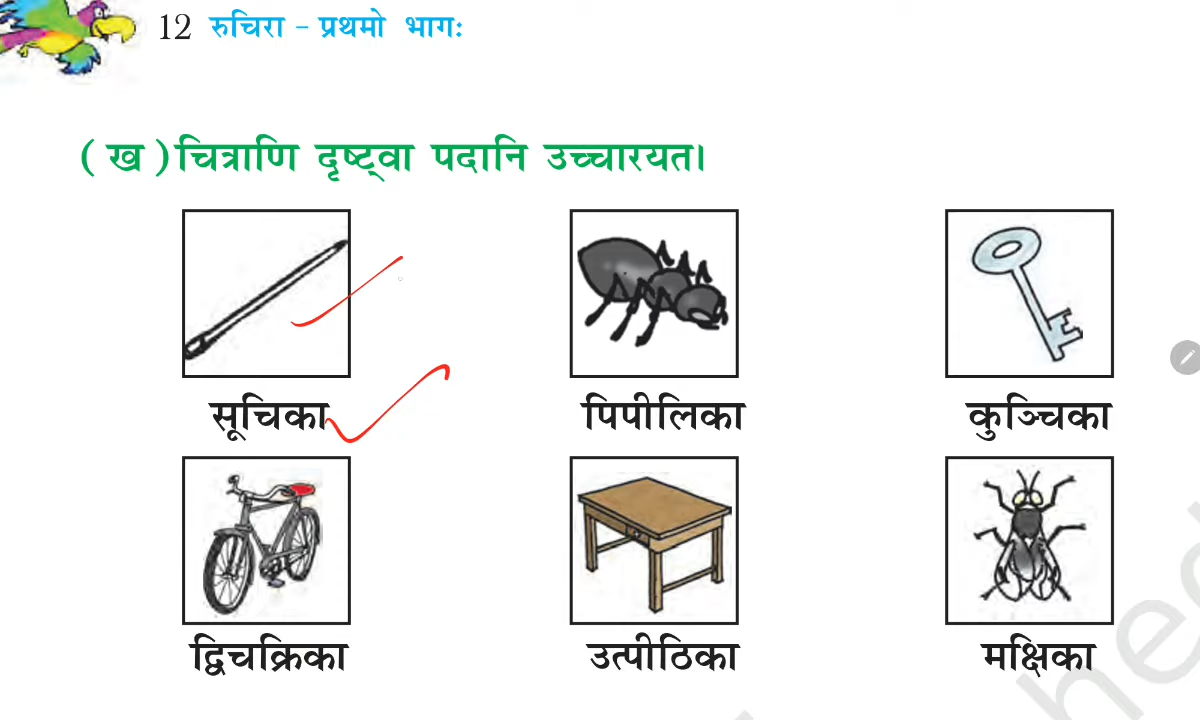 12 रुचिरा - प्रथमो भागः
( ख ) चित्राणि दृष्ट्वा पदानि उच्चारयत।
सूचिका पिपीलिका कुञ्चिका
द्विचक्रिका उत्पीठिका मक्षिका